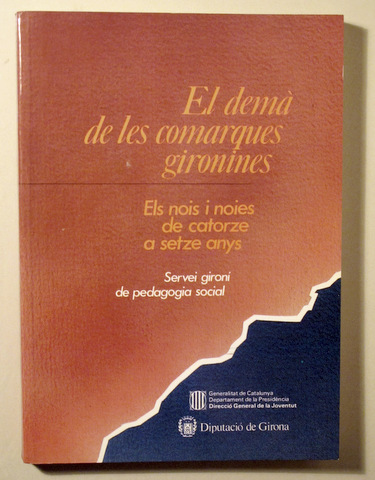 El demà
de les comarques
gironines
Els nois i noies
de catorze
a setze anys
Servei gironí
de pedagogia social
Generalitat de Catalunya
Departament de la Presidència
Direcció General de la Joventut
Diputació de Girona